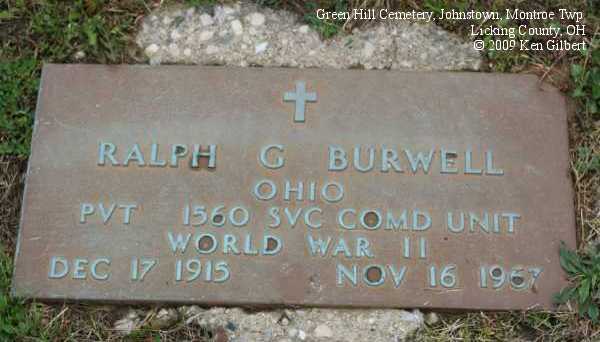 Green Hill Cemetery, Johnstown, Montroe Twp
Licking County, OH
© 2009 Ken Gilbert
RALPH G BURWELL
OHIO
PVT 1560 SVC COMD UNIT
WORLD WAR II
DEC 17 1915 NOV 16 1967